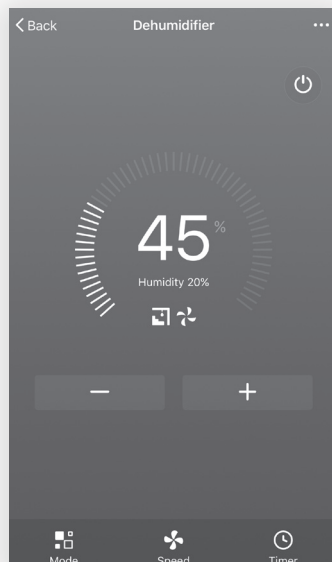 Back Dehumidifier ...
45%
Humidity 20%
− +
Mode Speed Timer